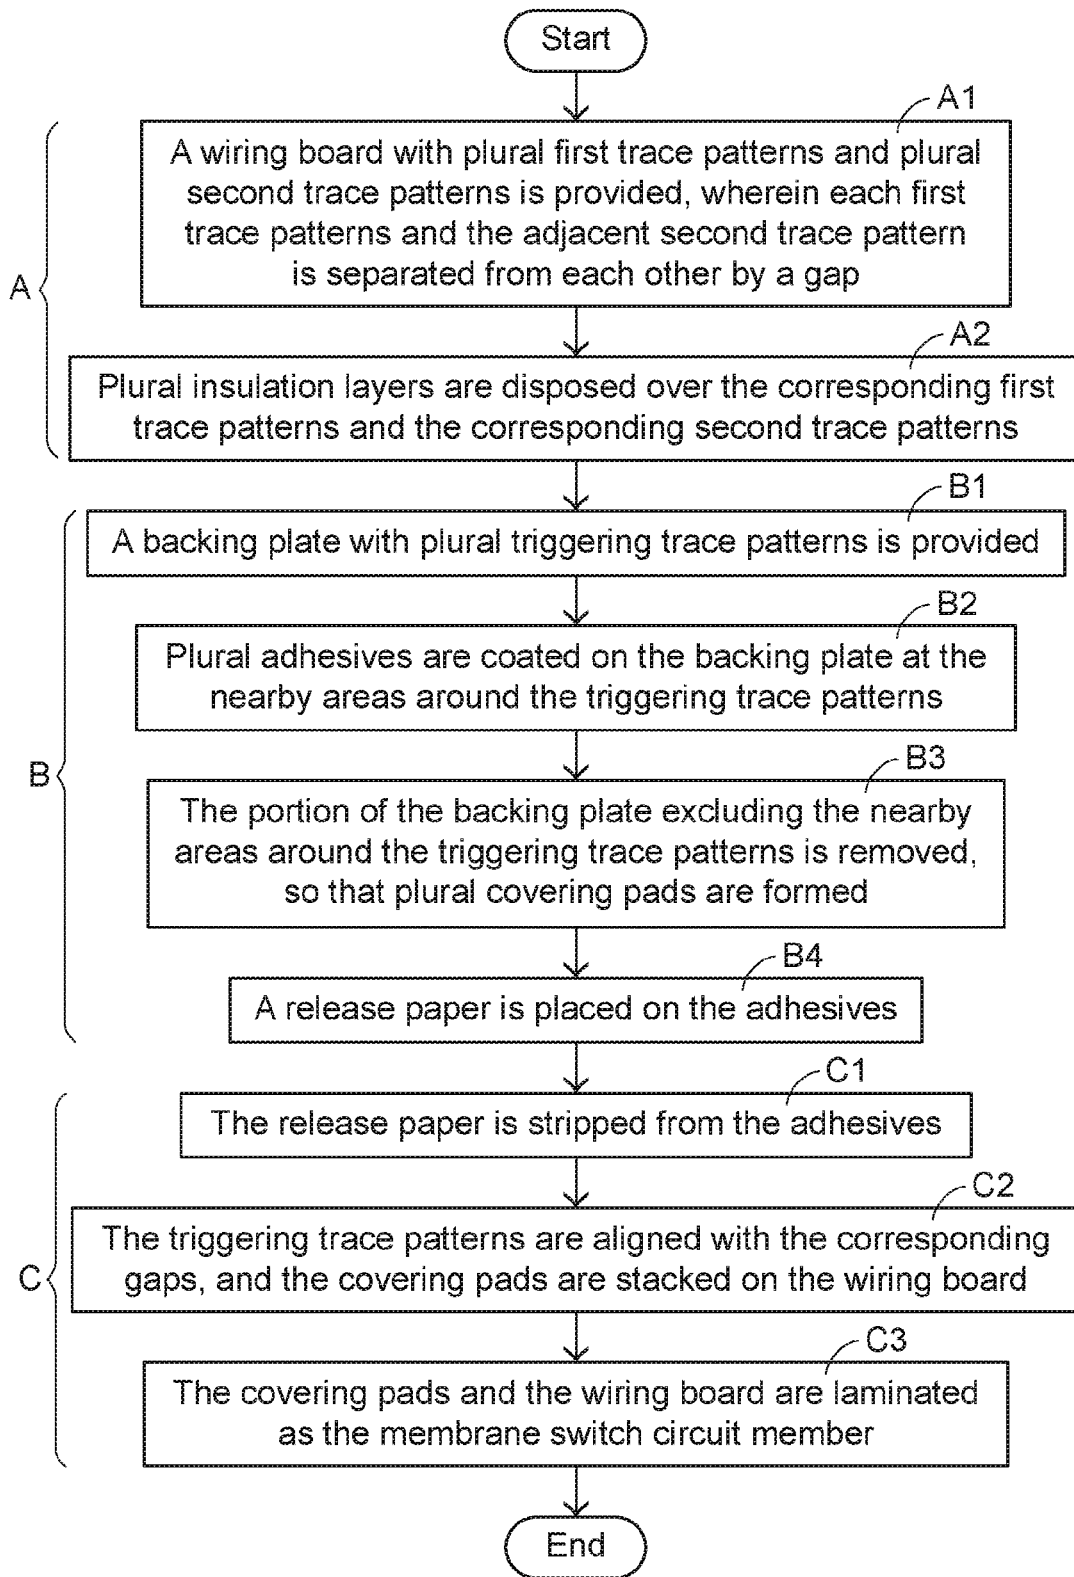 Start
A1
A wiring board with plural first trace patterns and plural
second trace patterns is provided, wherein each first
trace patterns and the adjacent second trace pattern
is separated from each other by a gap
A
A2
Plural insulation layers are disposed over the corresponding first
trace patterns and the corresponding second trace patterns
B1
A backing plate with plural triggering trace patterns is provided
B2
Plural adhesives are coated on the backing plate at the
nearby areas around the triggering trace patterns
B
B3
The portion of the backing plate excluding the nearby
areas around the triggering trace patterns is removed,
so that plural covering pads are formed
B4
A release paper is placed on the adhesives
C1
The release paper is stripped from the adhesives
C2
The triggering trace patterns are aligned with the corresponding
gaps, and the covering pads are stacked on the wiring board
C
C3
The covering pads and the wiring board are laminated
as the membrane switch circuit member
End